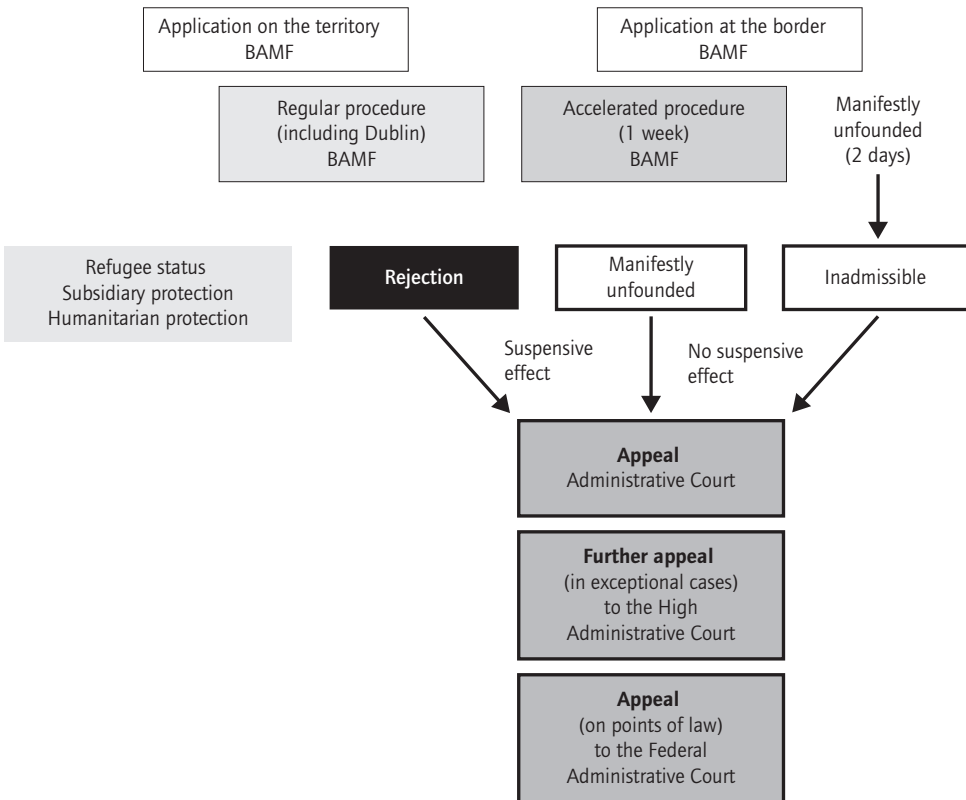 Application on the territory
BAMF
Application at the border
BAMF
Regular procedure
(including Dublin)
BAMF
Accelerated procedure
(1 week)
BAMF
Manifestly
unfounded
(2 days)
Refugee status
Subsidiary protection
Humanitarian protection
Rejection
Manifestly
unfounded
Inadmissible
Suspensive
effect
No suspensive
effect
Appeal
Administrative Court
Further appeal
(in exceptional cases)
to the High
Administrative Court
Appeal
(on points of law)
to the Federal
Administrative Court